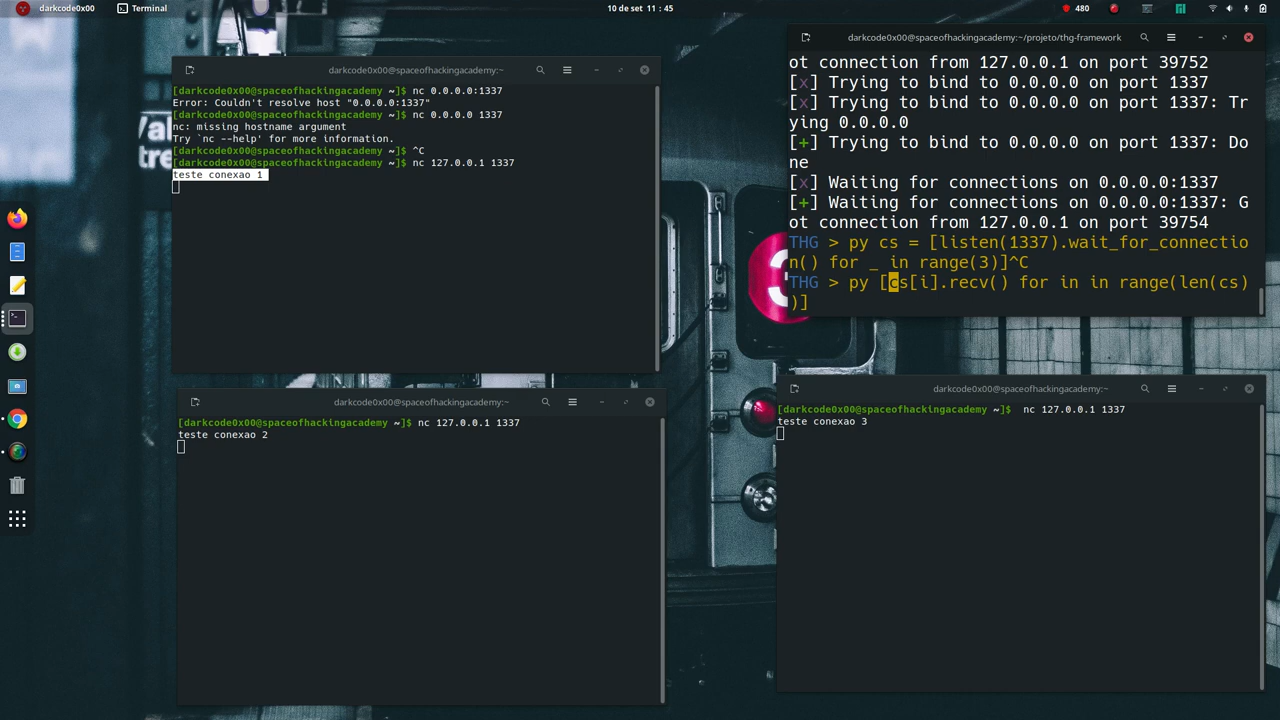 darkcode0x00
Terminal
10 de set 11 : 45
480
darkcode0x00@spaceofhackingacademy:~
[darkcode0x00@spaceofhackingacademy ~]$ nc 0.0.0.0:1337
Error: Couldn't resolve host "0.0.0.0:1337"
[darkcode0x00@spaceofhackingacademy ~]$ nc 0.0.0.0 1337
nc: missing hostname argument
Try `nc --help' for more information.
[darkcode0x00@spaceofhackingacademy ~]$ ^C
[darkcode0x00@spaceofhackingacademy ~]$ nc 127.0.0.1 1337
teste conexao 1
darkcode0x00@spaceofhackingacademy:~/projeto/thg-framework
ot connection from 127.0.0.1 on port 39752
[x] Trying to bind to 0.0.0.0 on port 1337
[x] Trying to bind to 0.0.0.0 on port 1337: Tr
ying 0.0.0.0
[+] Trying to bind to 0.0.0.0 on port 1337: Do
ne
[x] Waiting for connections on 0.0.0.0:1337
[+] Waiting for connections on 0.0.0.0:1337: G
ot connection from 127.0.0.1 on port 39754
THG > py cs = [listen(1337).wait_for_connectio
n() for _ in range(3)]^C
THG > py [cs[i].recv() for in in range(len(cs)
)]
darkcode0x00@spaceofhackingacademy:~
[darkcode0x00@spaceofhackingacademy ~]$ nc 127.0.0.1 1337
teste conexao 2
darkcode0x00@spaceofhackingacademy:~
[darkcode0x00@spaceofhackingacademy ~]$  nc 127.0.0.1 1337
teste conexao 3